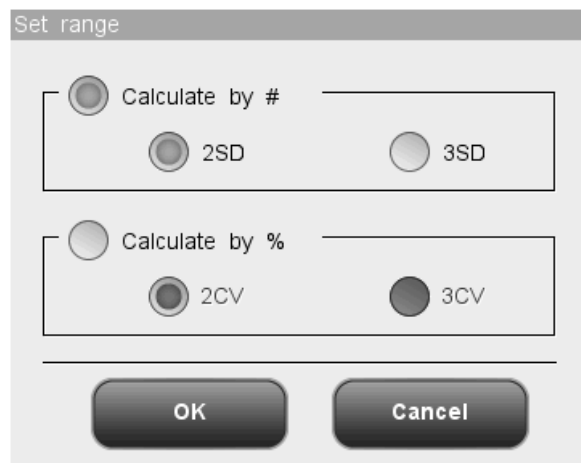 Set range
Calculate by #
2SD 3SD
Calculate by %
2CV 3CV
OK Cancel